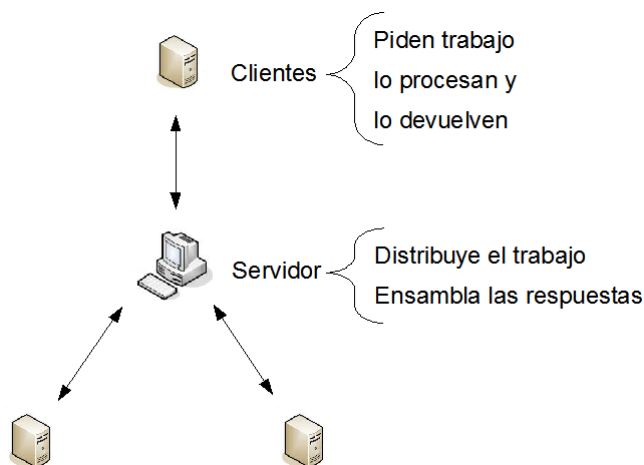 Clientes
Piden trabajo
lo procesan y
lo devuelven
Servidor
Distribuye el trabajo
Ensambla las respuestas